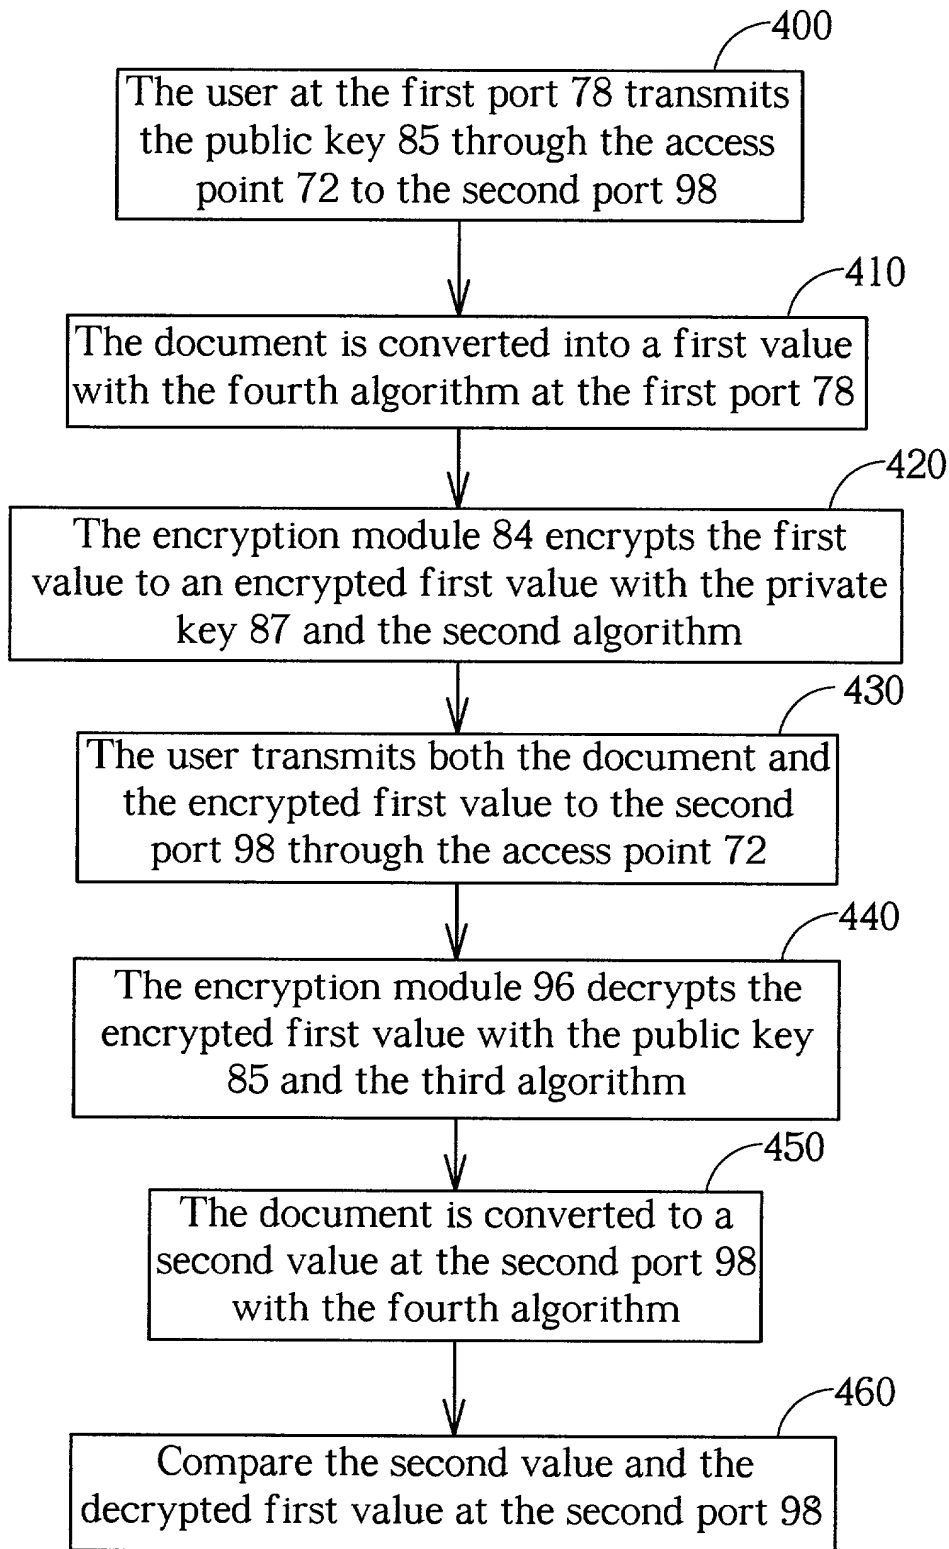 400
The user at the first port 78 transmits
the public key 85 through the access
point 72 to the second port 98
410
The document is converted into a first value
with the fourth algorithm at the first port 78
420
The encryption module 84 encrypts the first
value to an encrypted first value with the private
key 87 and the second algorithm
430
The user transmits both the document and
the encrypted first value to the second
port 98 through the access point 72
440
The encryption module 96 decrypts the
encrypted first value with the public key
85 and the third algorithm
450
The document is converted to a
second value at the second port 98
with the fourth algorithm
460
Compare the second value and the
decrypted first value at the second port 98